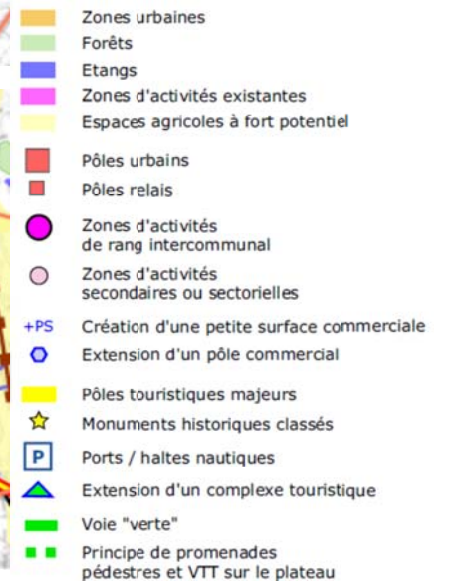 Zones urbaines
Forêts
Etangs
Zones d'activités existantes
Espaces agricoles à fort potentiel
Pôles urbains
Pôles relais
Zones d'activités
de rang intercommunal
Zones d'activités
secondaires ou sectorielles
+PS Création d'une petite surface commerciale
Extension d'un pôle commercial
Pôles touristiques majeurs
Monuments historiques classés
P Ports / haltes nautiques
Extension d'un complexe touristique
Voie "verte"
Principe de promenades
pédestres et VTT sur le plateau